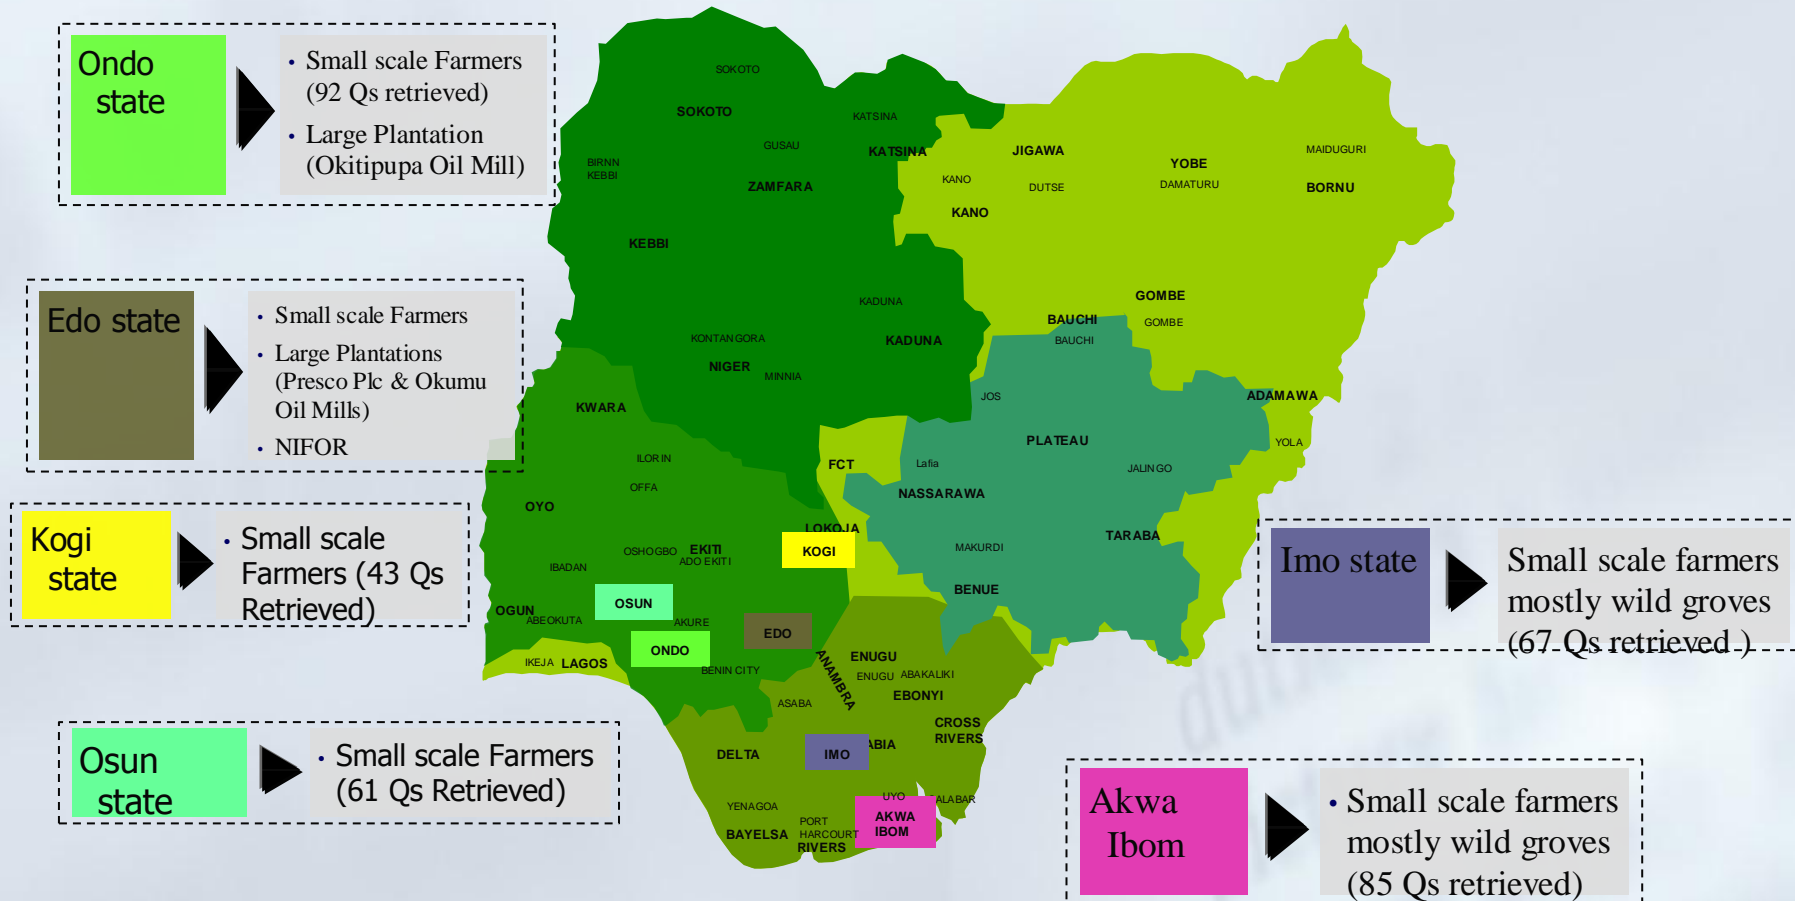 Ondo
state
• Small scale Farmers
(92 Qs retrieved)
• Large Plantation
(Okitipupa Oil Mill)
Edo state
• Small scale Farmers
• Large Plantations
(Presco Plc & Okumu
Oil Mills)
• NIFOR
Kogi
state
• Small scale
Farmers (43 Qs
Retrieved)
Osun
state
• Small scale Farmers
(61 Qs Retrieved)
Imo state
Small scale farmers
mostly wild groves
(67 Qs retrieved )
Akwa
Ibom
• Small scale farmers
mostly wild groves
(85 Qs retrieved)
SOKOTO
SOKOTO
KATSINA
GUSAU
KATSINA
BIRNN
KEBBI
ZAMFARA
KEBBI
JIGAWA
YOBE
MAIDUGURI
KANO
DUTSE
DAMATURU
BORNU
KANO
KADUNA
GOMBE
BAUCHI
GOMBE
KONTANGORA
KADUNA
BAUCHI
NIGER
MINNIA
KWARA
JOS
ADAMAWA
PLATEAU
YOLA
ILORIN
FCT
Lafia
JALINGO
OFFA
NASSARAWA
OYO
LOKOJA
TARABA
OSHOGBO
EKITI
ADO EKITI
KOGI
MAKURDI
IBADAN
BENUE
OGUN
ABEOKUTA
OSUN
AKURE
EDO
ONDO
IKEJA
LAGOS
BENIN CITY
ANAMBRA
ENUGU
ENUGU
ABAKALIKI
EBONYI
ASABA
CROSS
RIVERS
DELTA
IMO
ABIA
UYO
CALABAR
YENAGOA
AKWA
IBOM
PORT
HARCOURT
BAYELSA
RIVERS